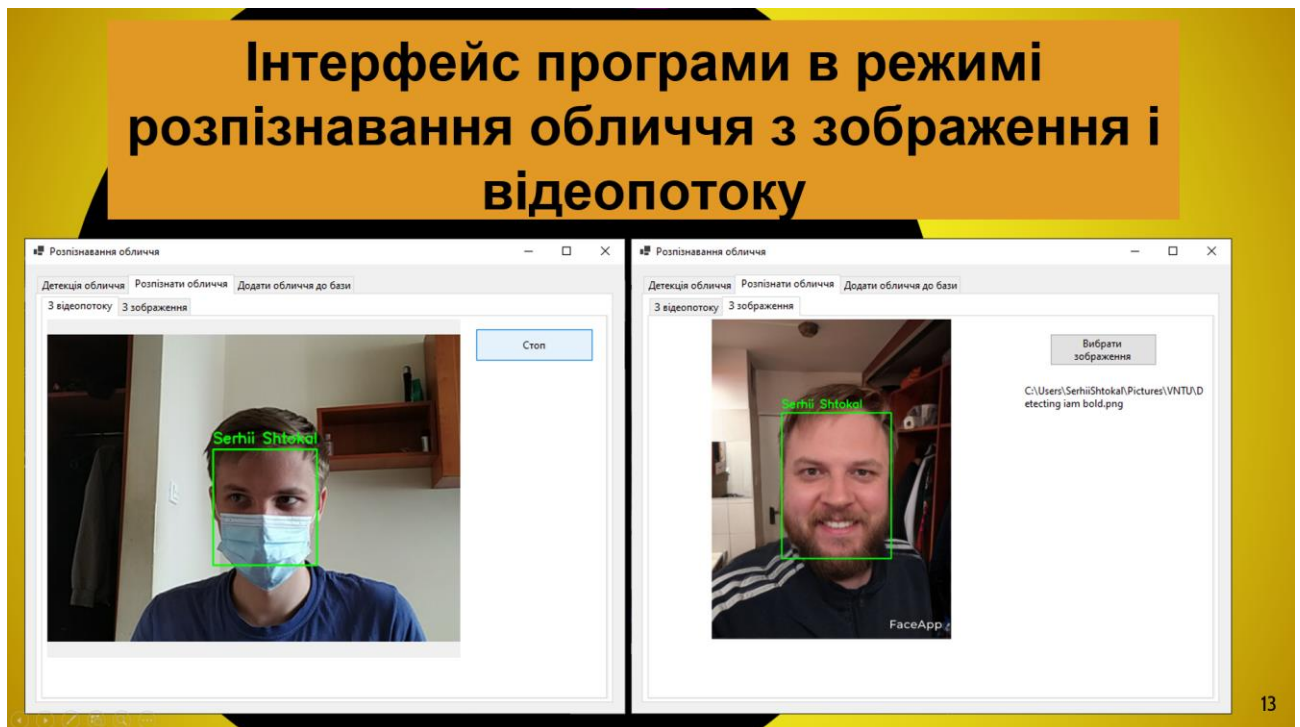 Інтерфейс програми в режимі
розпізнавання обличчя з зображення і
відеопотоку
Розпізнавання обличчя
Детекція обличчя Розпізнати обличчя Додати обличчя до бази
З відеопотоку З зображення
Стоп
Serhii Shtokal
Розпізнавання обличчя
Детекція обличчя Розпізнати обличчя Додати обличчя до бази
З відеопотоку З зображення
Вибрати
зображення
C:\Users\SerhiiShtokal\Pictures\VNTU\D
etecting iam bold.png
Serhii Shtokal
FaceApp
13